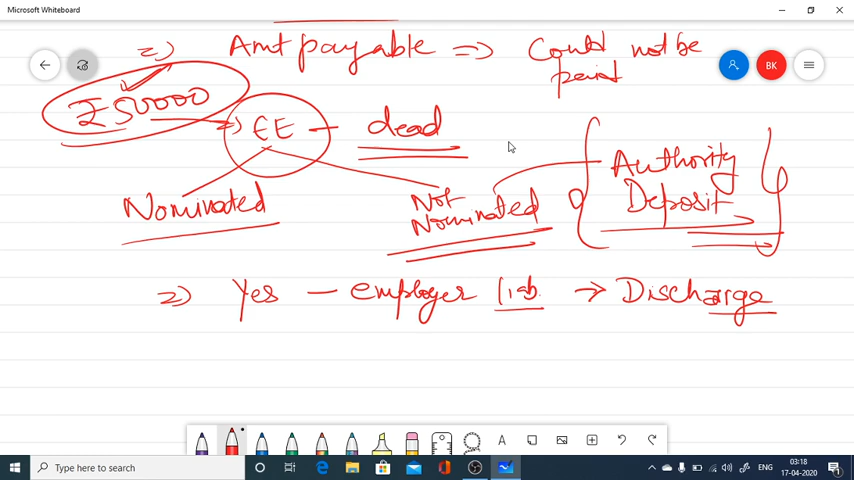 Microsoft Whiteboard
BK
=) Amt payable => Could not be
paid
₹50000 => EE - dead
Nominated
Not
Nominated
Authority
Deposit
=) Yes - employer liab. -> Discharge
A
Type here to search
ENG
03:18
17-04-2020